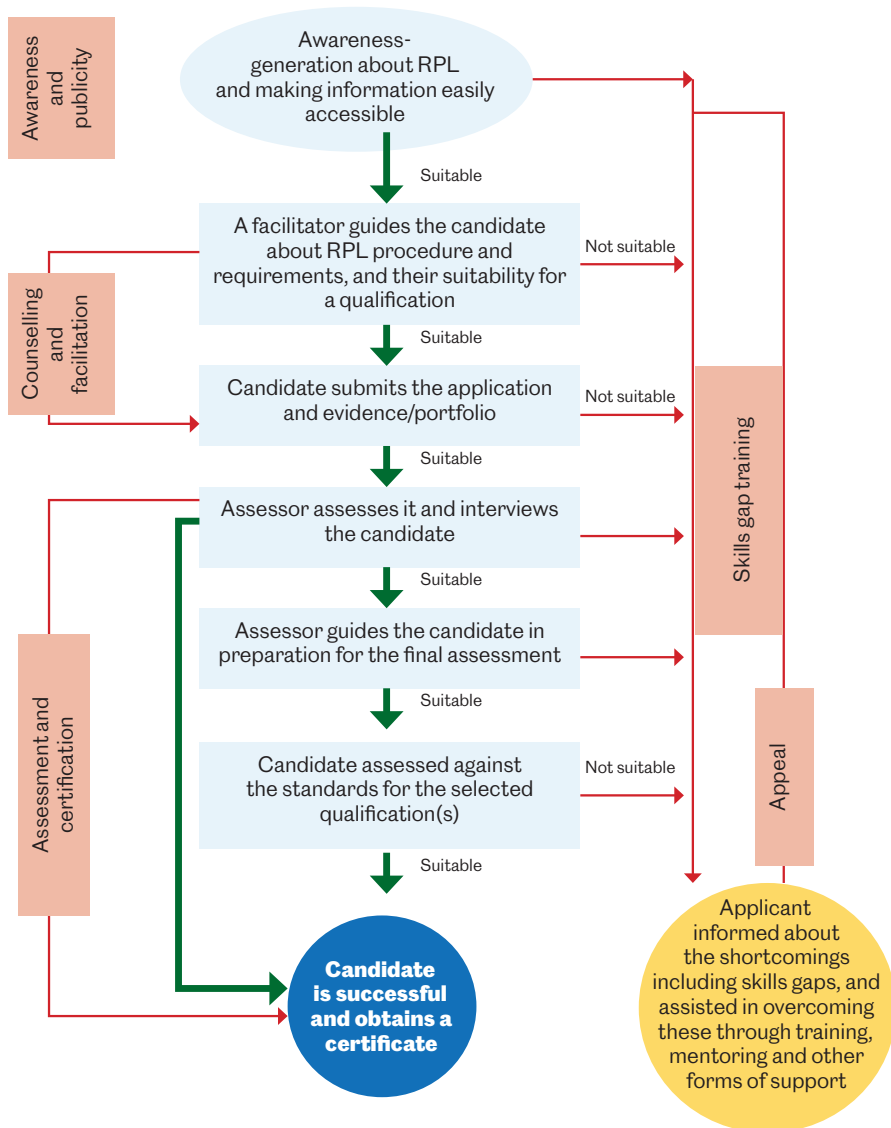 Awareness
and
publicity
Awareness-
generation about RPL
and making information easily
accessible
Suitable
A facilitator guides the candidate
about RPL procedure and
requirements, and their suitability for
a qualification
Not suitable
Counselling
and
facilitation
Suitable
Candidate submits the application
and evidence/portfolio
Not suitable
Suitable
Skills gap training
Assessor assesses it and interviews
the candidate
Suitable
Assessor guides the candidate in
preparation for the final assessment
Suitable
Assessment and
certification
Candidate assessed against
the standards for the selected
qualification(s)
Not suitable
Appeal
Suitable
Candidate
is successful
and obtains a
certificate
Applicant
informed about
the shortcomings
including skills gaps, and
assisted in overcoming
these through training,
mentoring and other
forms of support